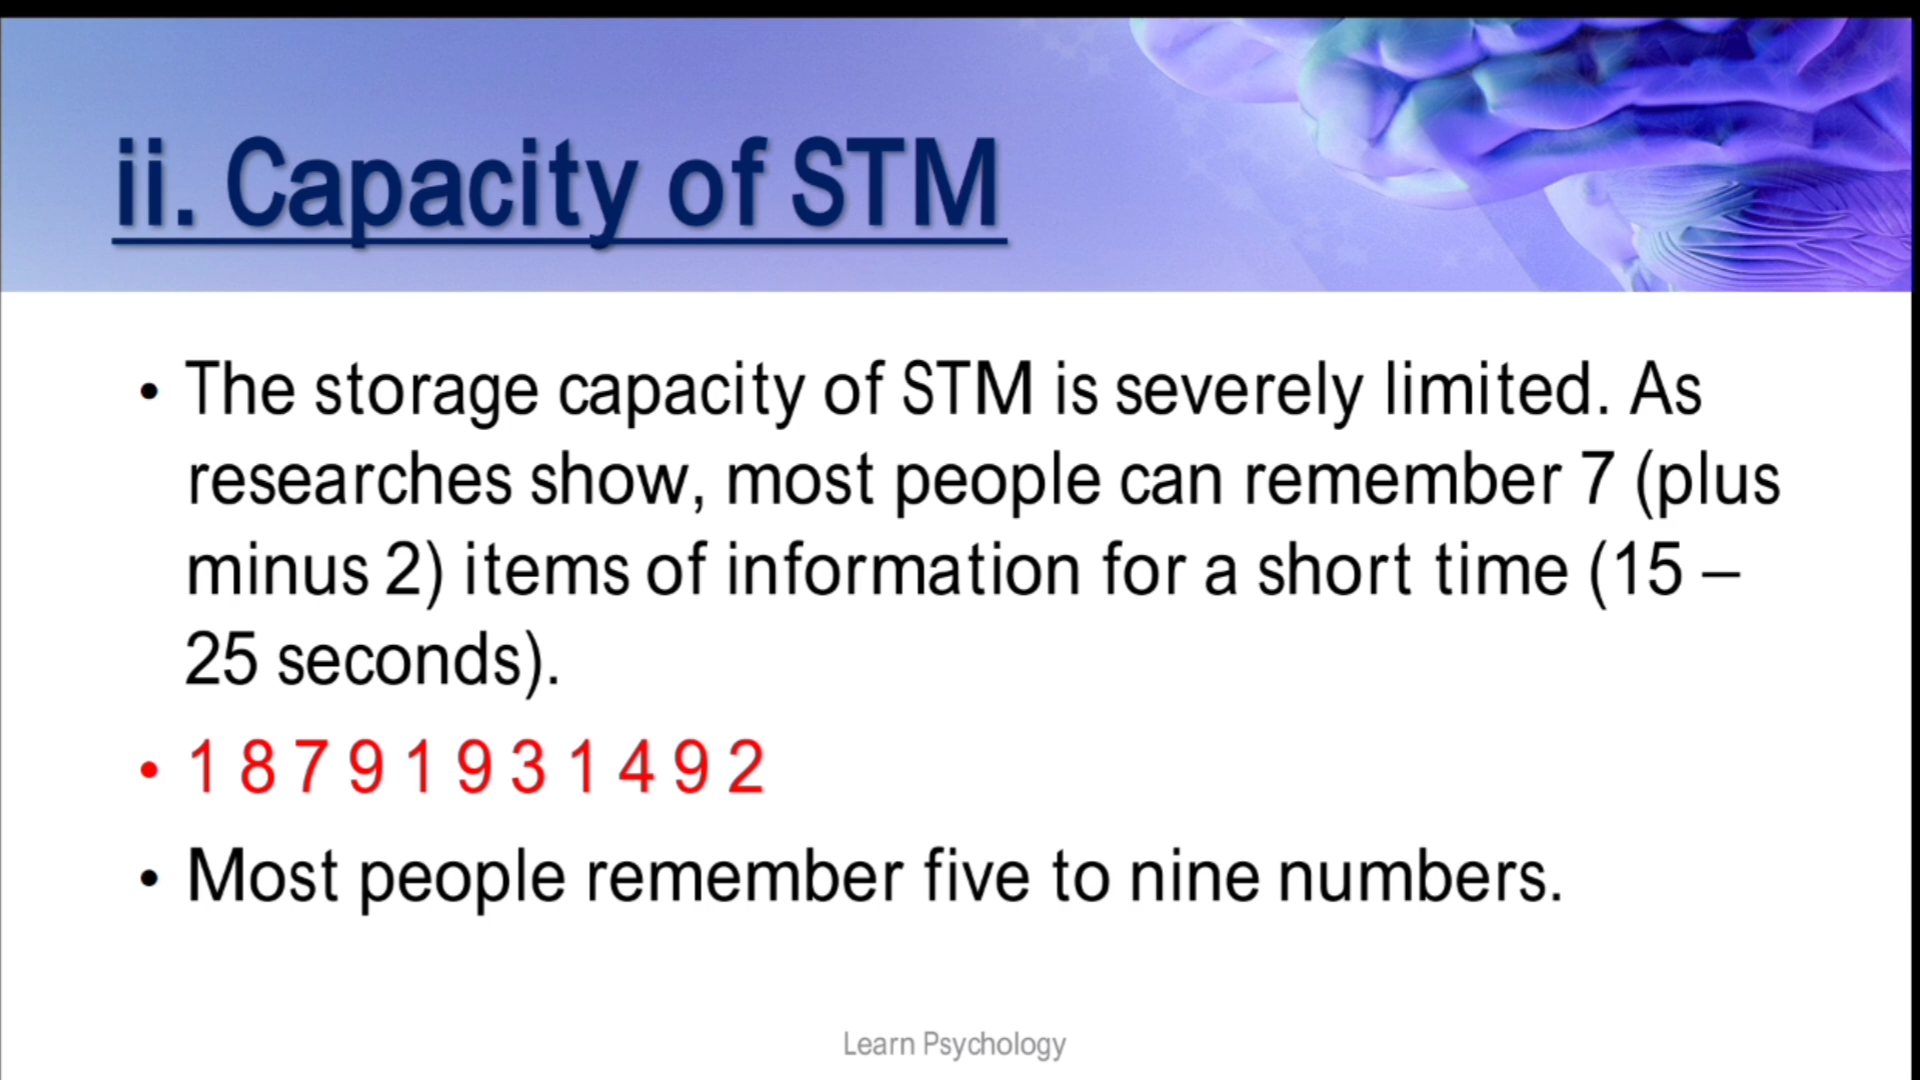 ii. Capacity of STM
• The storage capacity of STM is severely limited. As
researches show, most people can remember 7 (plus
minus 2) items of information for a short time (15 –
25 seconds).
• 1 8 7 9 1 9 3 1 4 9 2
• Most people remember five to nine numbers.
Learn Psychology